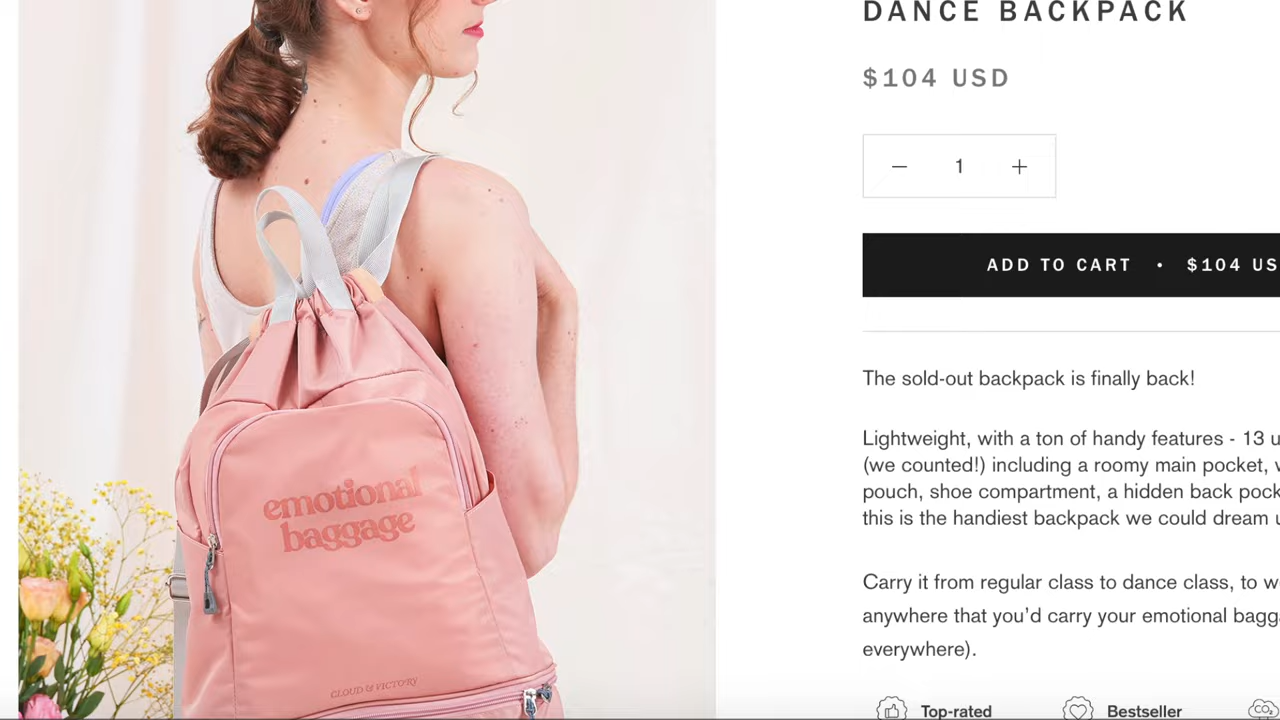 DANCE BACKPACK
$104 USD
− 1 +
ADD TO CART • $104 US
The sold-out backpack is finally back!
Lightweight, with a ton of handy features - 13 u
(we counted!) including a roomy main pocket, w
pouch, shoe compartment, a hidden back pock
this is the handiest backpack we could dream u
Carry it from regular class to dance class, to we
anywhere that you’d carry your emotional bagg
everywhere).
Top-rated
Bestseller
CO2
emotional
baggage
CLOUD & VICTORY